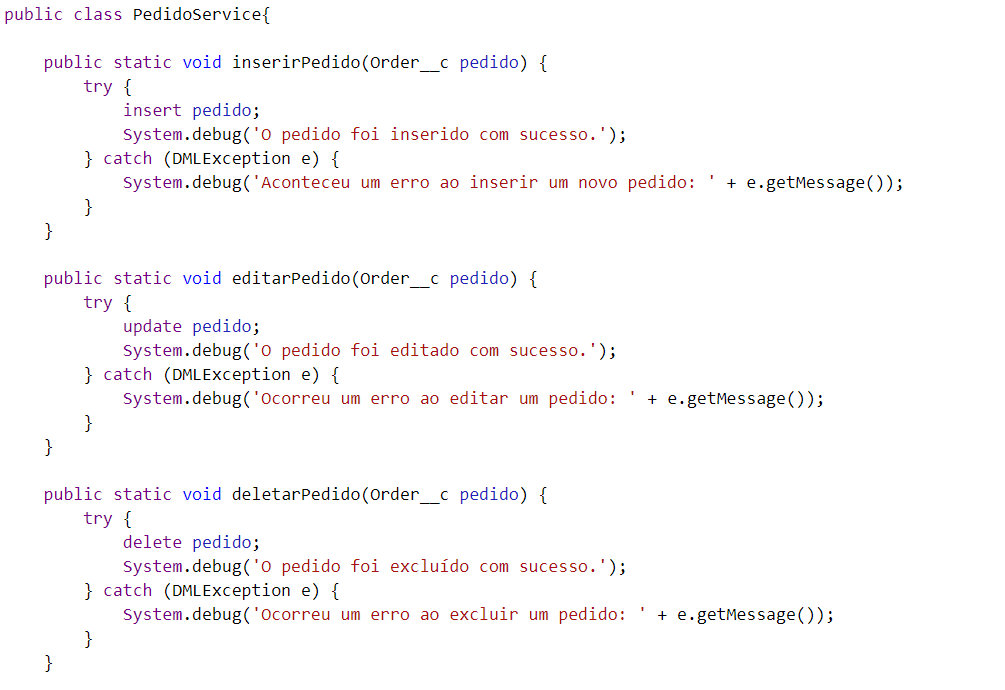 public class PedidoService{
public static void inserirPedido(Order__c pedido) {
try {
insert pedido;
System.debug('O pedido foi inserido com sucesso.');
} catch (DMLException e) {
System.debug('Aconteceu um erro ao inserir um novo pedido: ' + e.getMessage());
}
}
public static void editarPedido(Order__c pedido) {
try {
update pedido;
System.debug('O pedido foi editado com sucesso.');
} catch (DMLException e) {
System.debug('Ocorreu um erro ao editar um pedido: ' + e.getMessage());
}
}
public static void deletarPedido(Order__c pedido) {
try {
delete pedido;
System.debug('O pedido foi excluído com sucesso.');
} catch (DMLException e) {
System.debug('Ocorreu um erro ao excluir um pedido: ' + e.getMessage());
}
}